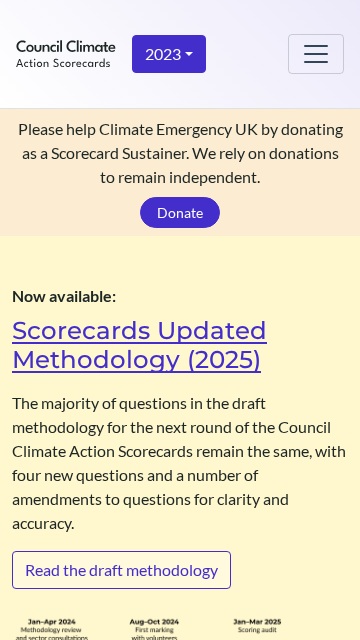 Council Climate
Action Scorecards
2023
Please help Climate Emergency UK by donating
as a Scorecard Sustainer. We rely on donations
to remain independent.
Donate
Now available:
Scorecards Updated
Methodology (2025)
The majority of questions in the draft
methodology for the next round of the Council
Climate Action Scorecards remain the same, with
four new questions and a number of
amendments to questions for clarity and
accuracy.
Read the draft methodology
Jan–Apr 2024 Aug–Oct 2024 Jan–Mar 2025
Methodology review First marking Scoring audit
and sector consultations with volunteers